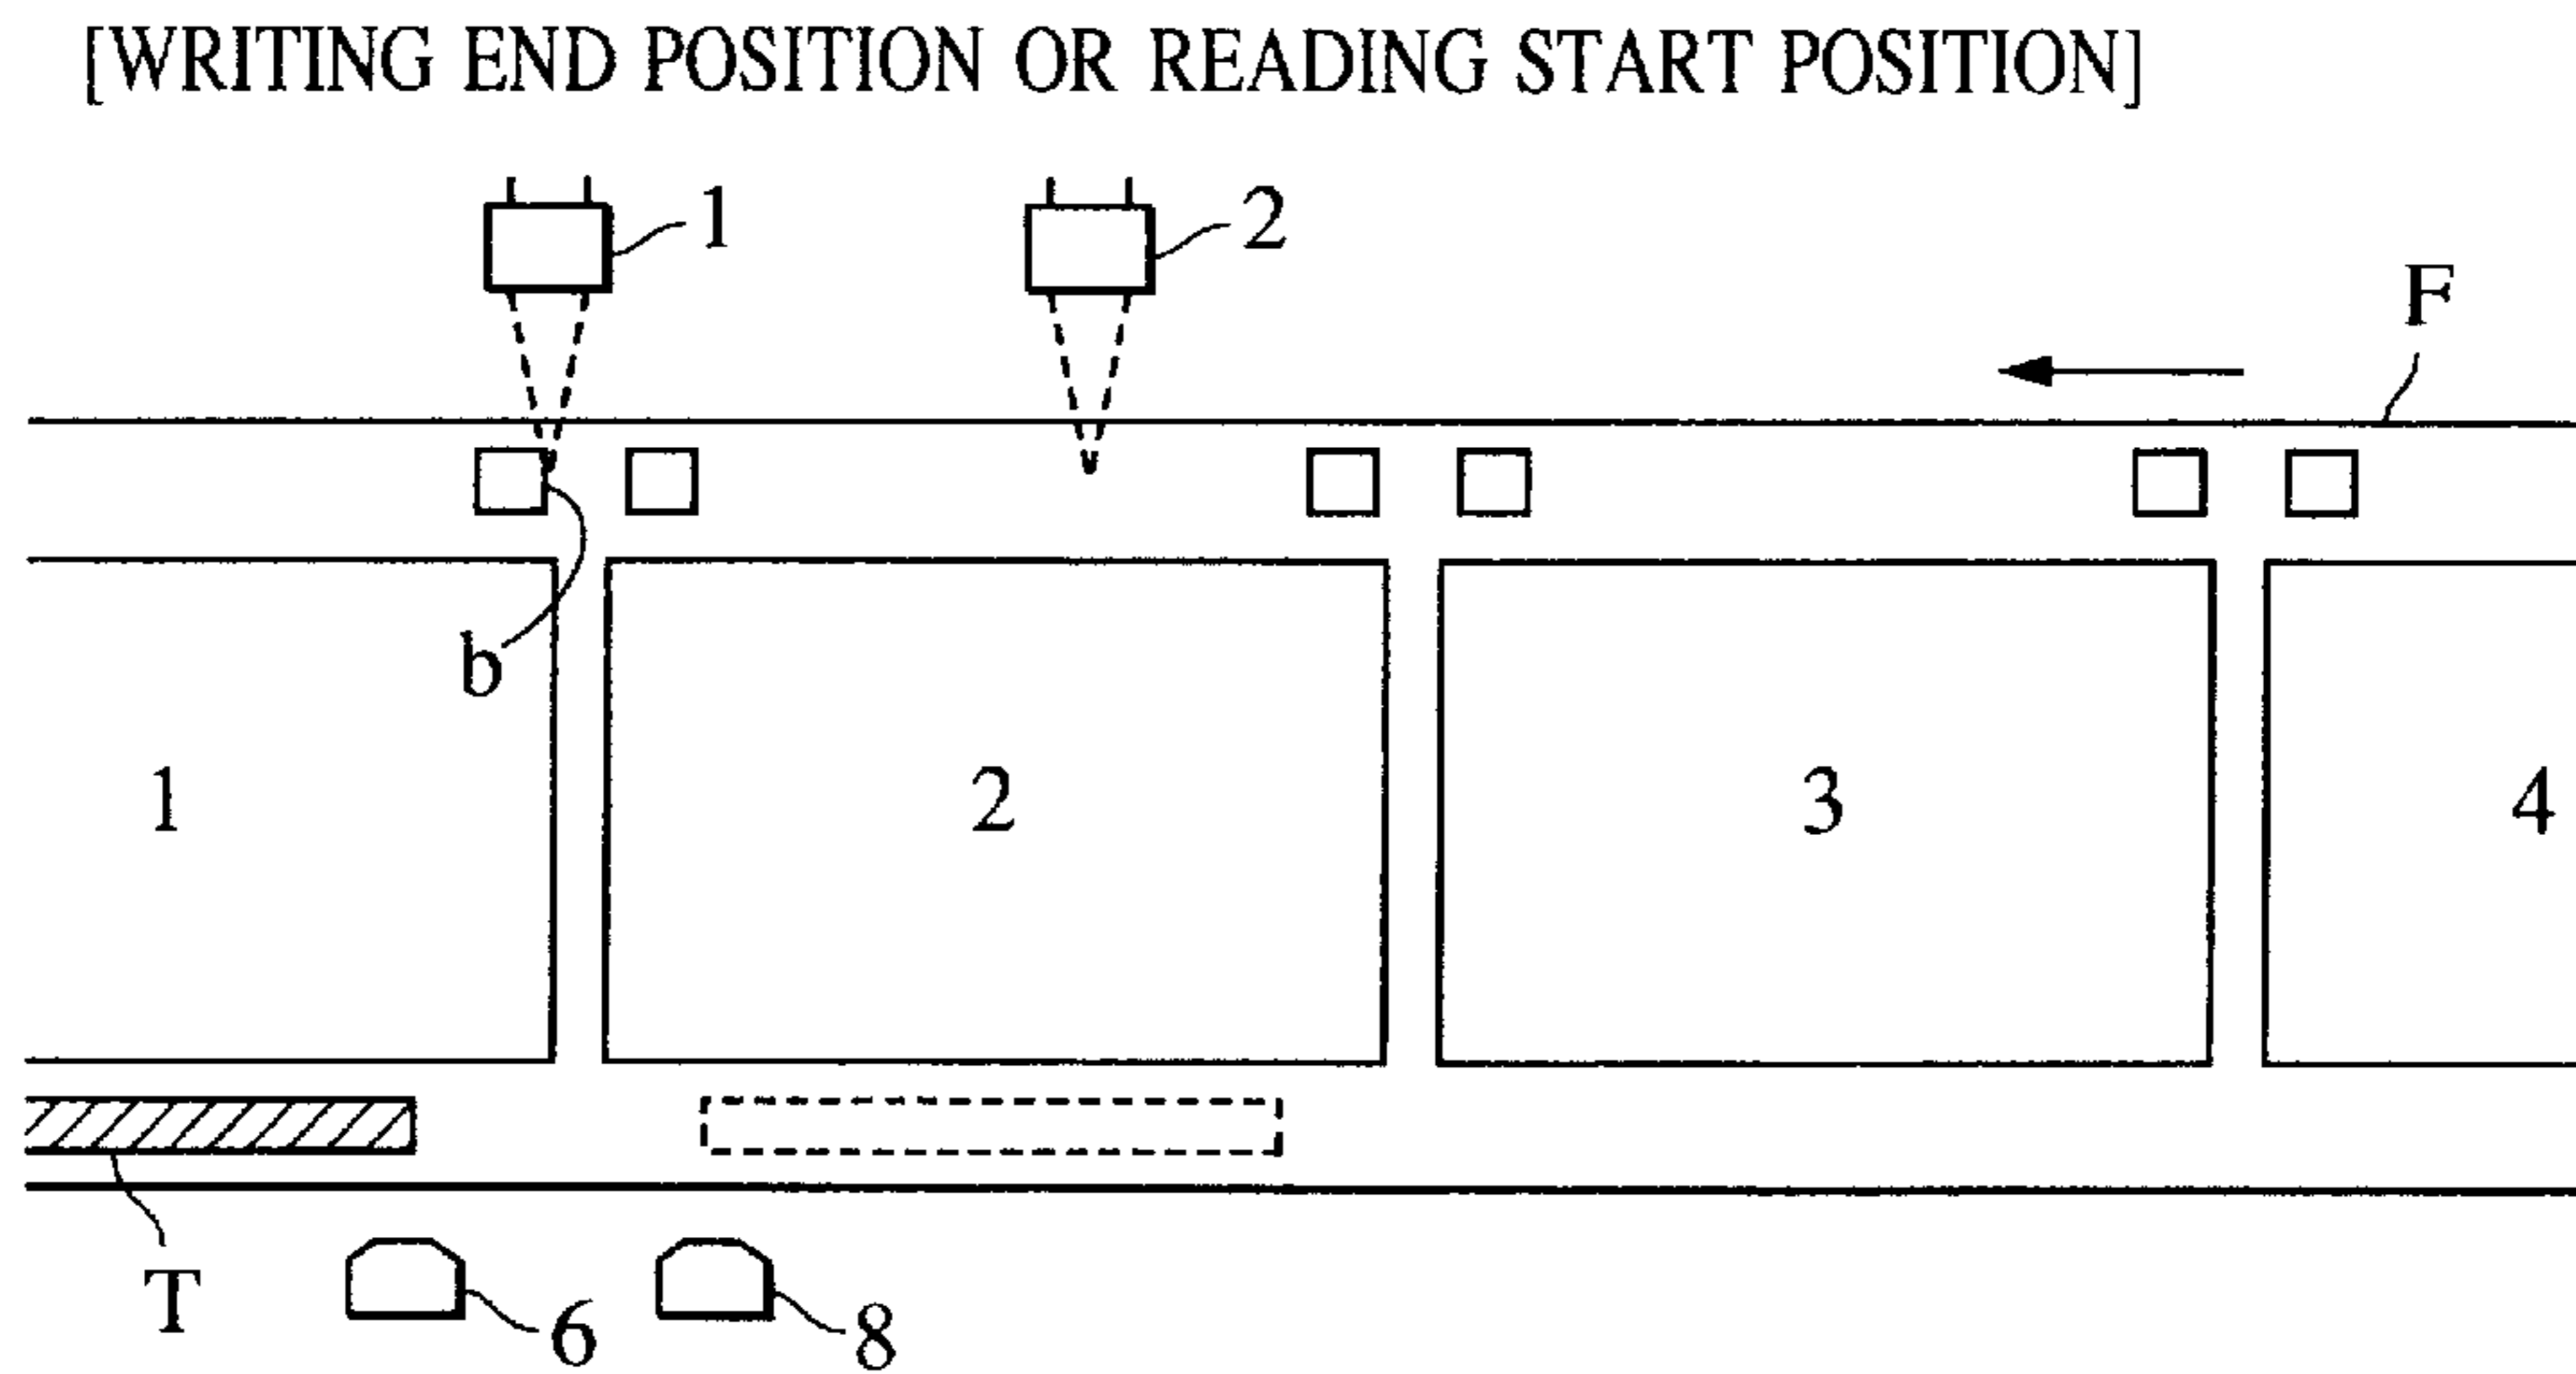 [WRITING END POSITION OR READING START POSITION]
1 2
F
b
1 2 3 4
T 6 8